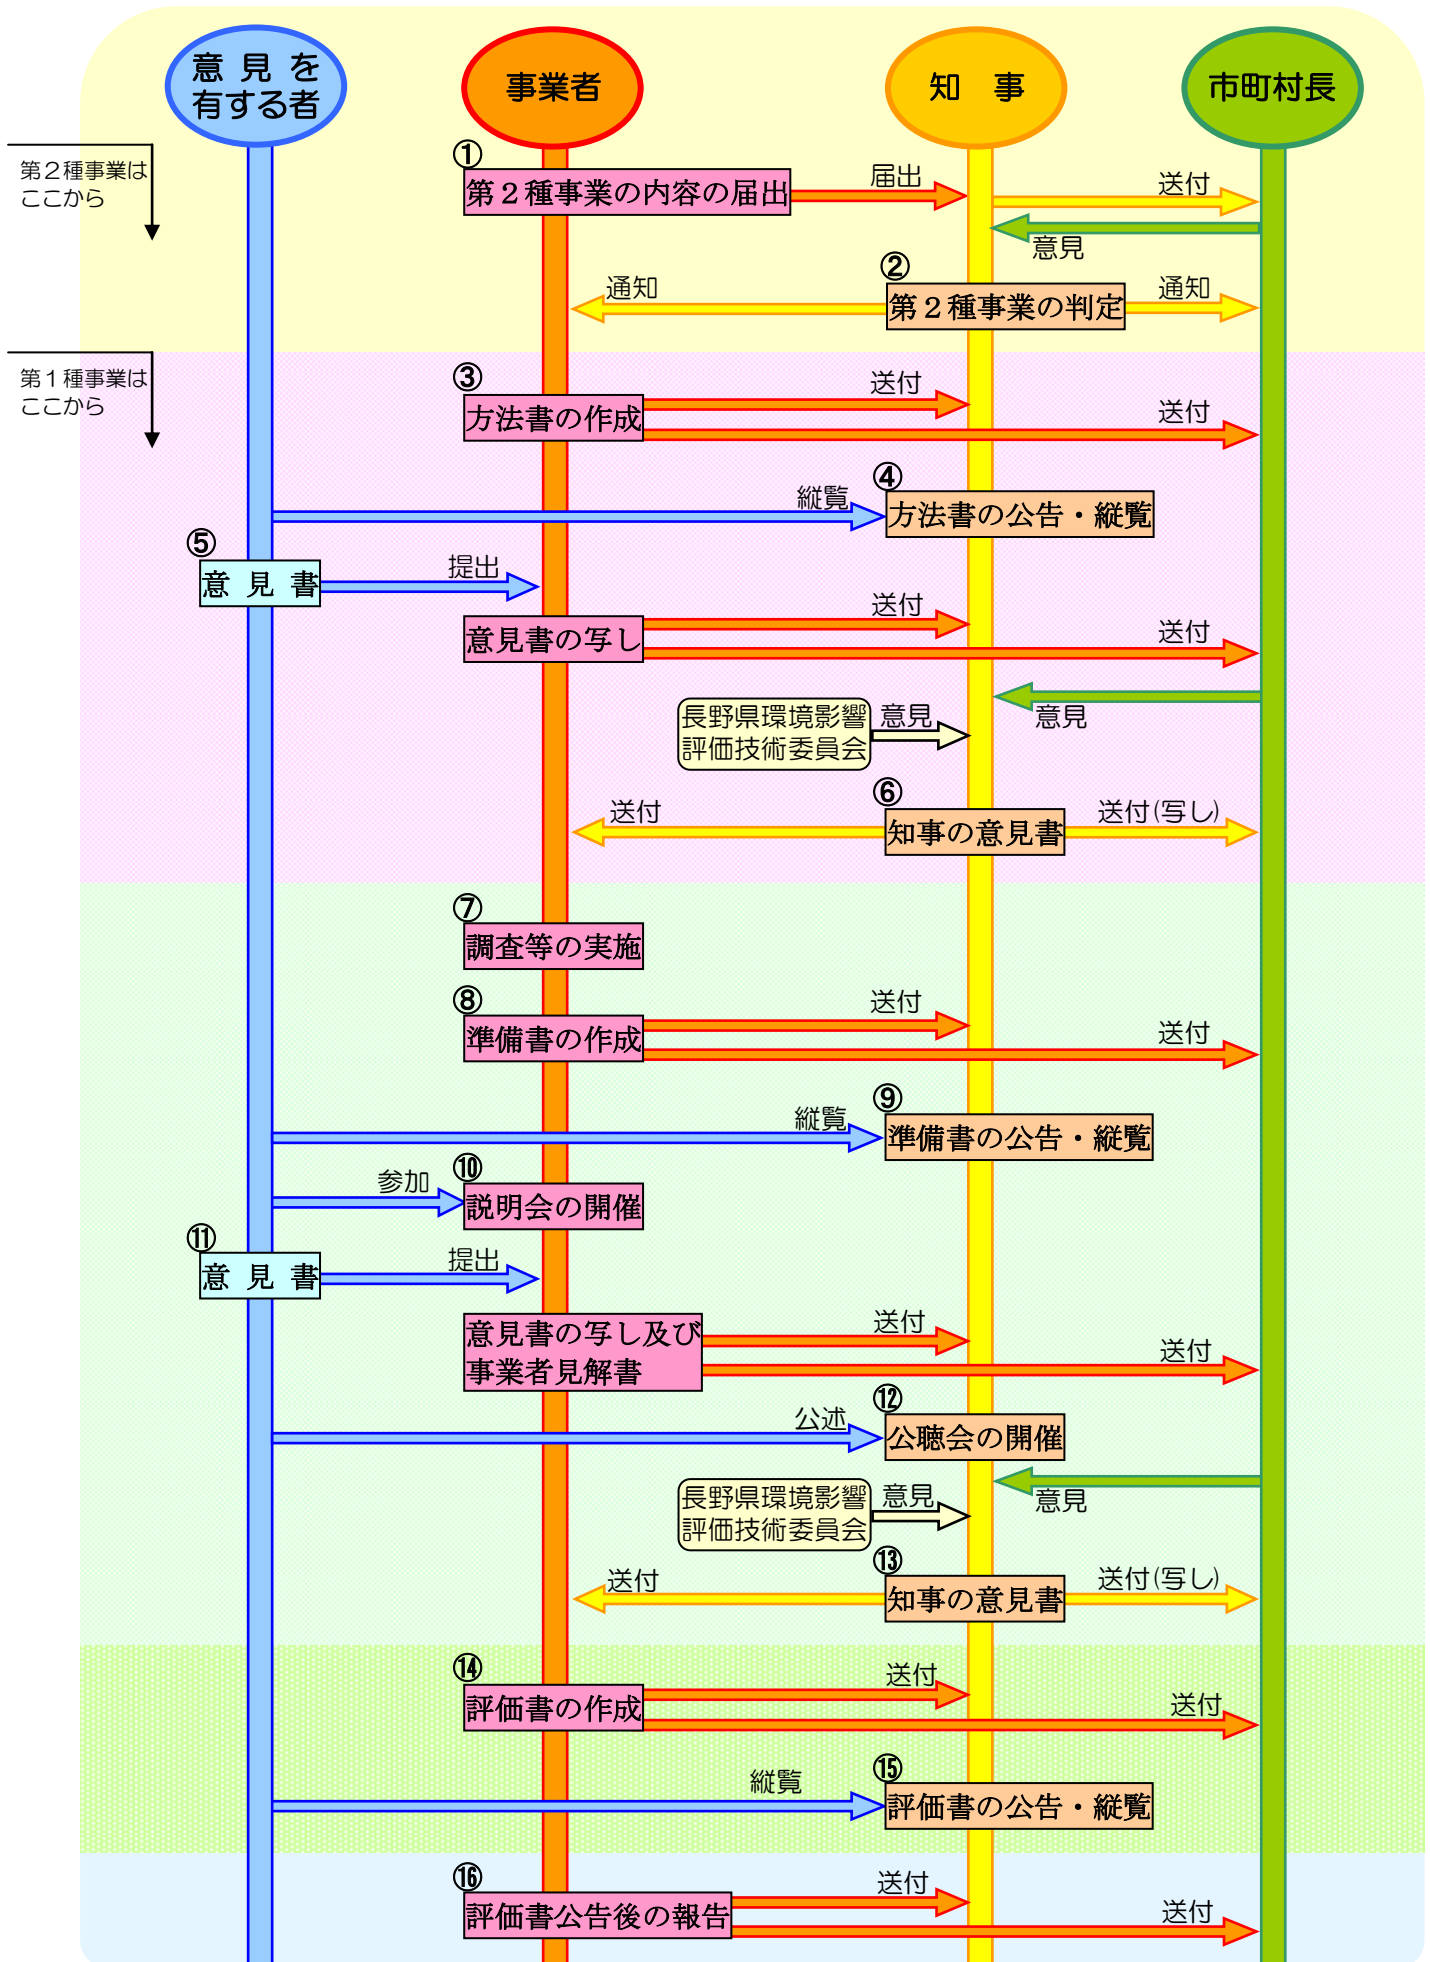 意見を
有する者
事業者
知　事
市町村長
第２種事業は
ここから
①
第２種事業の内容の届出
届出
送付
意見
②
通知
第２種事業の判定
通知
第１種事業は
ここから
③
方法書の作成
送付
送付
④
縦覧
方法書の公告・縦覧
⑤
意見書
提出
意見書の写し
送付
送付
長野県環境影響
評価技術委員会
意見
意見
⑥
送付
知事の意見書
送付(写し)
⑦
調査等の実施
⑧
準備書の作成
送付
送付
⑨
縦覧
準備書の公告・縦覧
⑩
参加
説明会の開催
⑪
意見書
提出
意見書の写し及び
事業者見解書
送付
送付
⑫
公述
公聴会の開催
意見
長野県環境影響
評価技術委員会
意見
⑬
送付
知事の意見書
送付(写し)
⑭
評価書の作成
送付
送付
⑮
縦覧
評価書の公告・縦覧
⑯
評価書公告後の報告
送付
送付